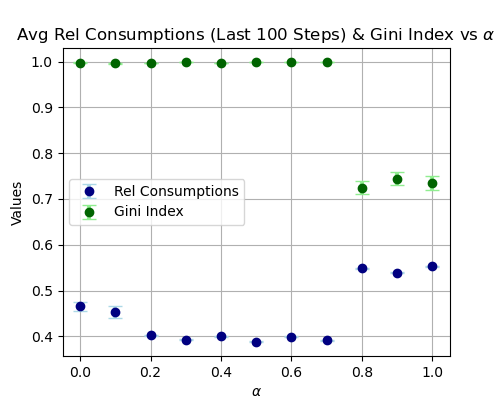 Avg Rel Consumptions (Last 100 Steps) & Gini Index vs α
1.0
0.9
0.8
0.7
0.6
0.5
0.4
Values
Rel Consumptions
Gini Index
0.0 0.2 0.4 0.6 0.8 1.0
α